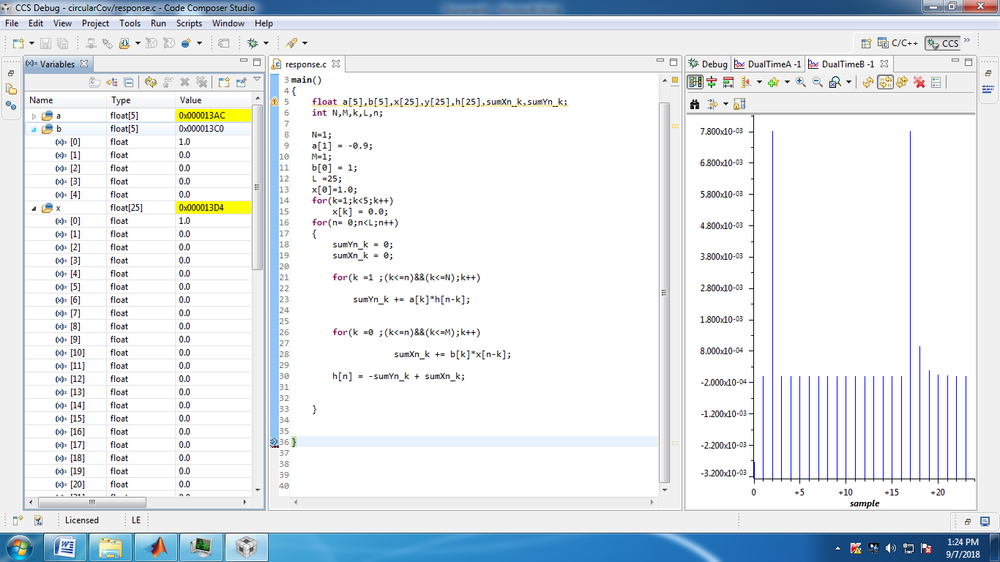 CCS Debug - circularCov/response.c - Code Composer Studio
File Edit View Project Tools Run Scripts Window Help
C/C++ CCS
(x)= Variables
Name Type Value
a float[5] 0x000013AC
b float[5] 0x000013C0
(x)= [0] float 1.0
(x)= [1] float 0.0
(x)= [2] float 0.0
(x)= [3] float 0.0
(x)= [4] float 0.0
x float[25] 0x000013D4
(x)= [0] float 1.0
(x)= [1] float 0.0
(x)= [2] float 0.0
(x)= [3] float 0.0
(x)= [4] float 0.0
(x)= [5] float 0.0
(x)= [6] float 0.0
(x)= [7] float 0.0
(x)= [8] float 0.0
(x)= [9] float 0.0
(x)= [10] float 0.0
(x)= [11] float 0.0
(x)= [12] float 0.0
(x)= [13] float 0.0
(x)= [14] float 0.0
(x)= [15] float 0.0
(x)= [16] float 0.0
(x)= [17] float 0.0
(x)= [18] float 0.0
(x)= [19] float 0.0
(x)= [20] float 0.0
response.c
3 main()
4 {
5 float a[5],b[5],x[25],y[25],h[25],sumXn_k,sumYn_k;
6 int N,M,k,L,n;
7
8 N=1;
9 a[1] = -0.9;
10 M=1;
11 b[0] = 1;
12 L =25;
13 x[0]=1.0;
14 for(k=1;k<5;k++)
15 x[k] = 0.0;
16 for(n= 0;n<L;n++)
17 {
18 sumYn_k = 0;
19 sumXn_k = 0;
20
21 for(k =1 ;(k<=n)&&(k<=N);k++)
22
23 sumYn_k += a[k]*h[n-k];
24
25
26 for(k =0 ;(k<=n)&&(k<=M);k++)
27
28 sumXn_k += b[k]*x[n-k];
29
30 h[n] = -sumYn_k + sumXn_k;
31
32
33 }
34
35
36 }
37
38
39
40
Debug DualTimeA -1 DualTimeB -1
7.800x10-03
6.800x10-03
5.800x10-03
4.800x10-03
3.800x10-03
2.800x10-03
1.800x10-03
8.000x10-04
-2.000x10-04
-1.200x10-03
-2.200x10-03
-3.200x10-03
0 +5 +10 +15 +20
sample
Licensed LE
1:24 PM
9/7/2018